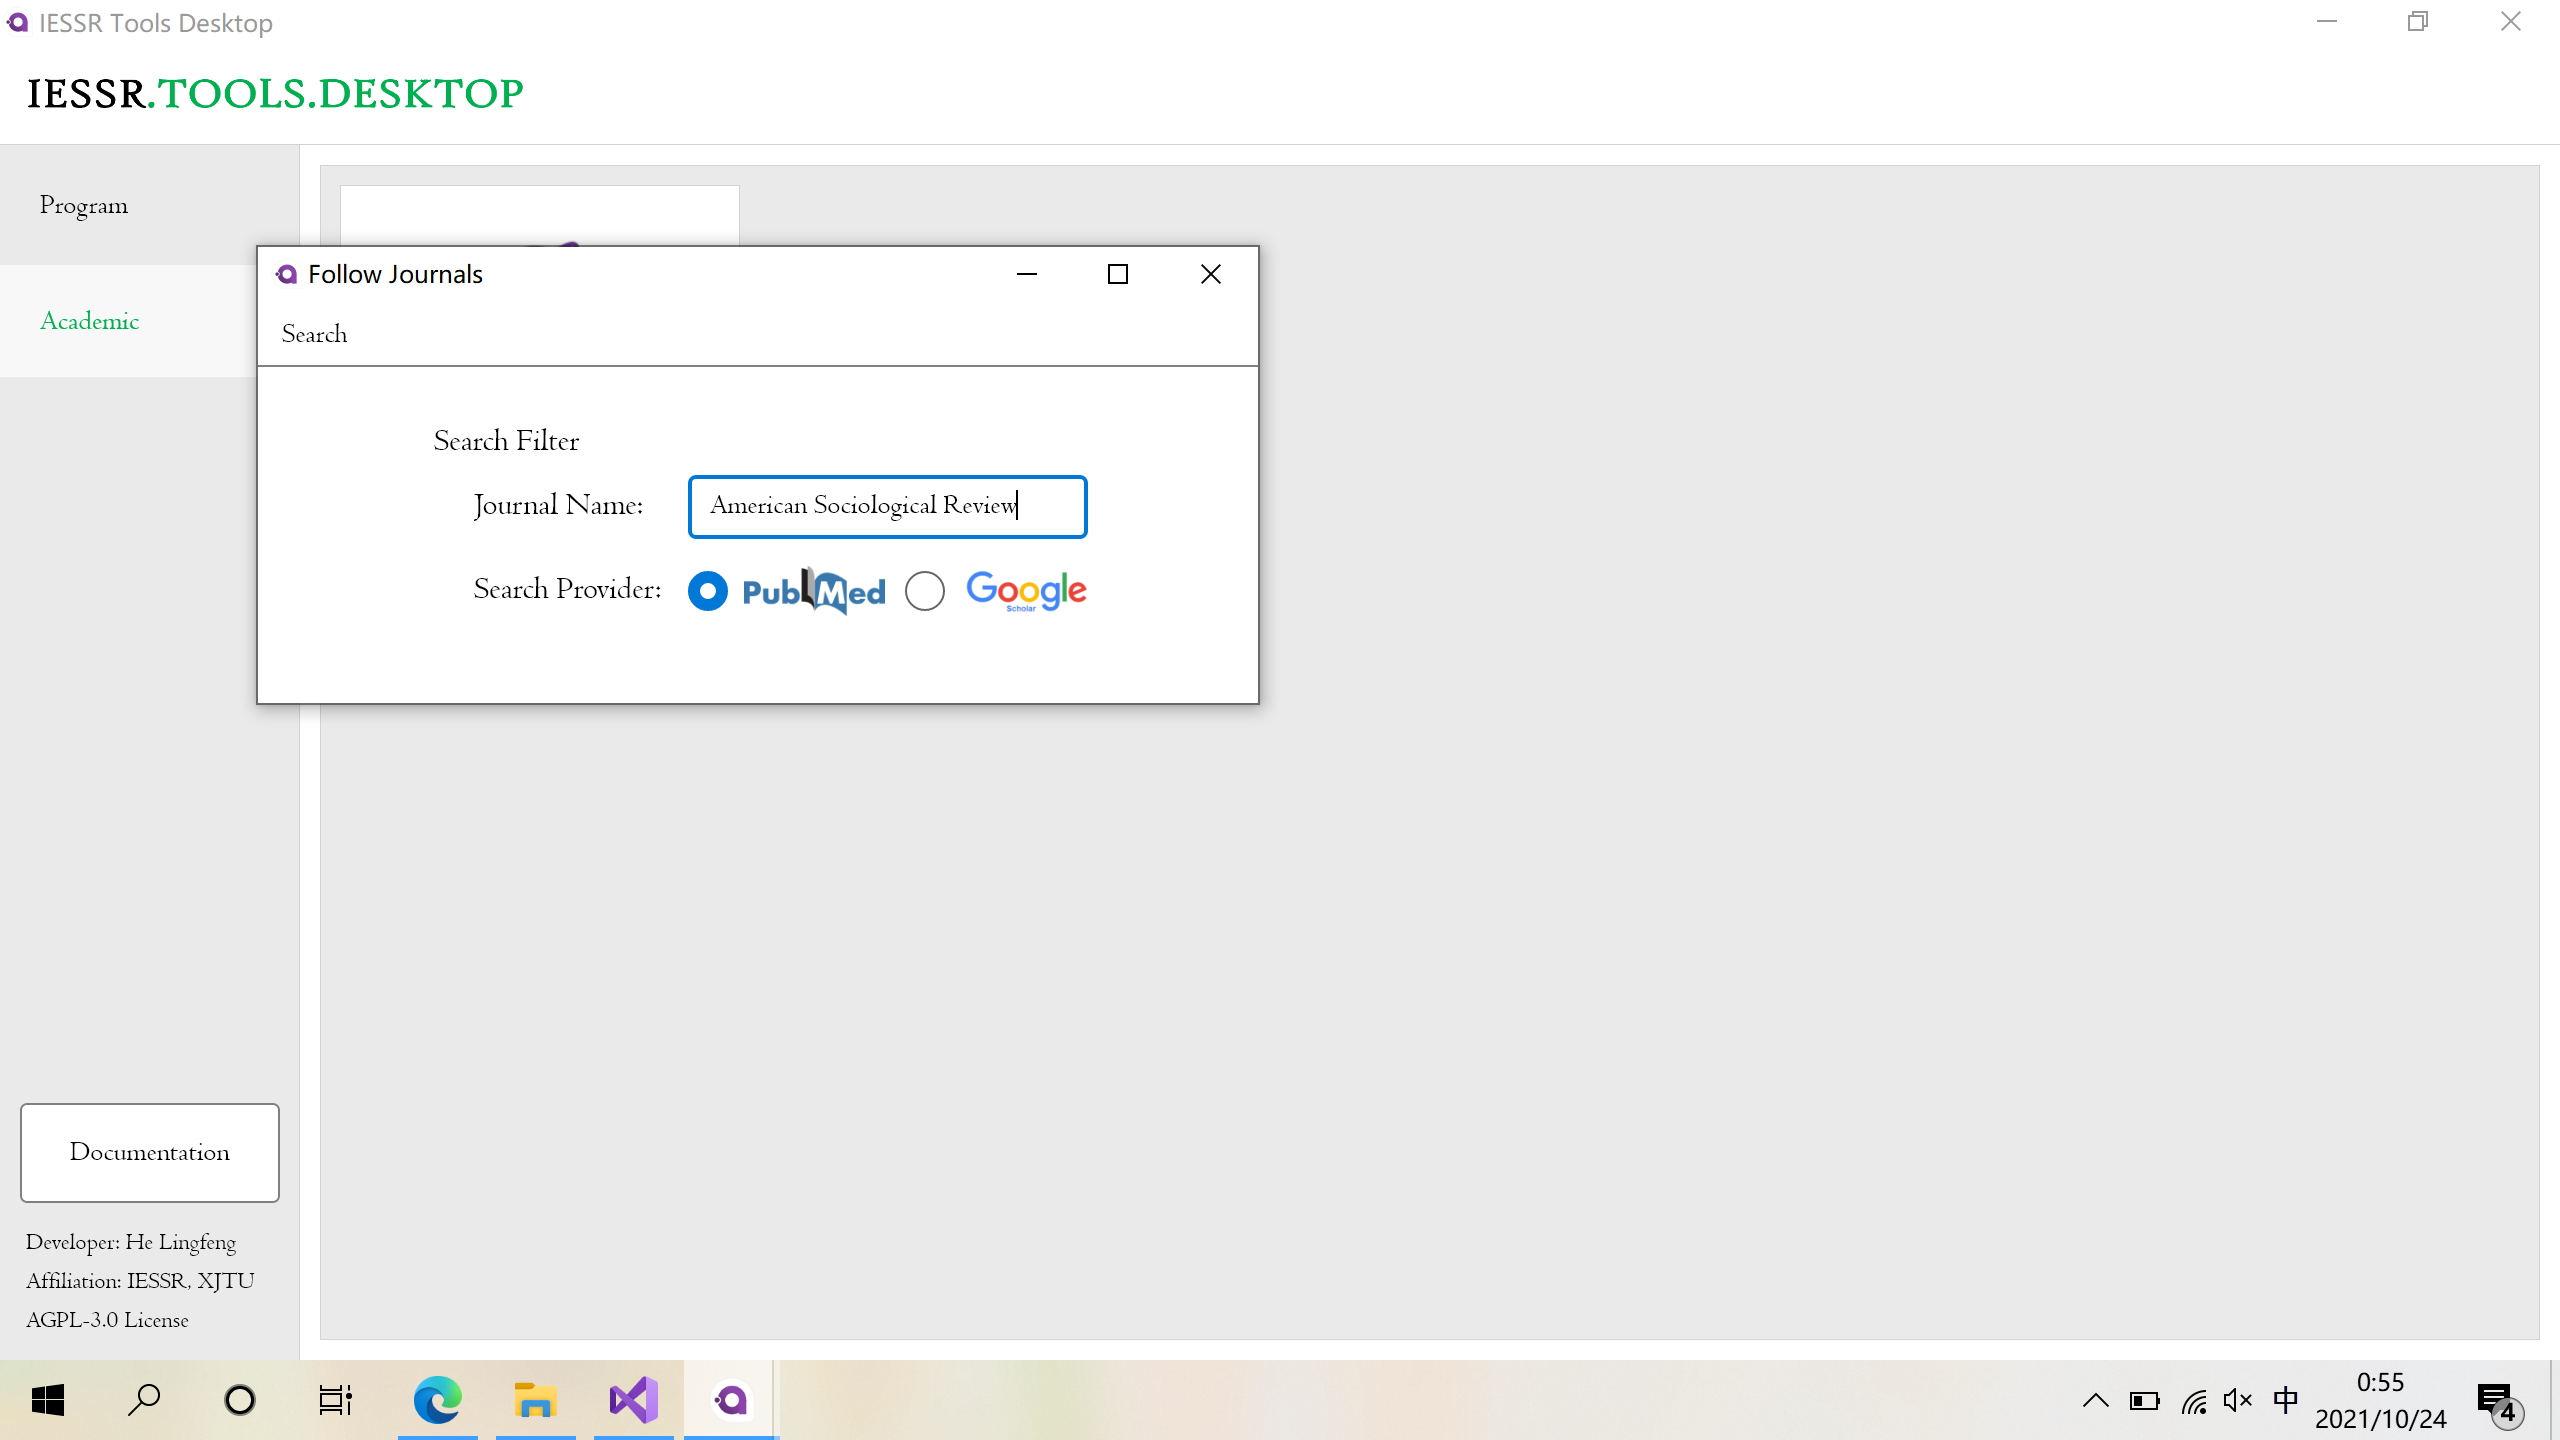 IESSR Tools Desktop
IESSR.TOOLS.DESKTOP
Program
Academic
Follow Journals
Search
Search Filter
Journal Name: American Sociological Review
Search Provider: PubMed Google Scholar
Documentation
Developer: He Lingfeng
Affiliation: IESSR, XJTU
AGPL-3.0 License
中
0:55
2021/10/24
4